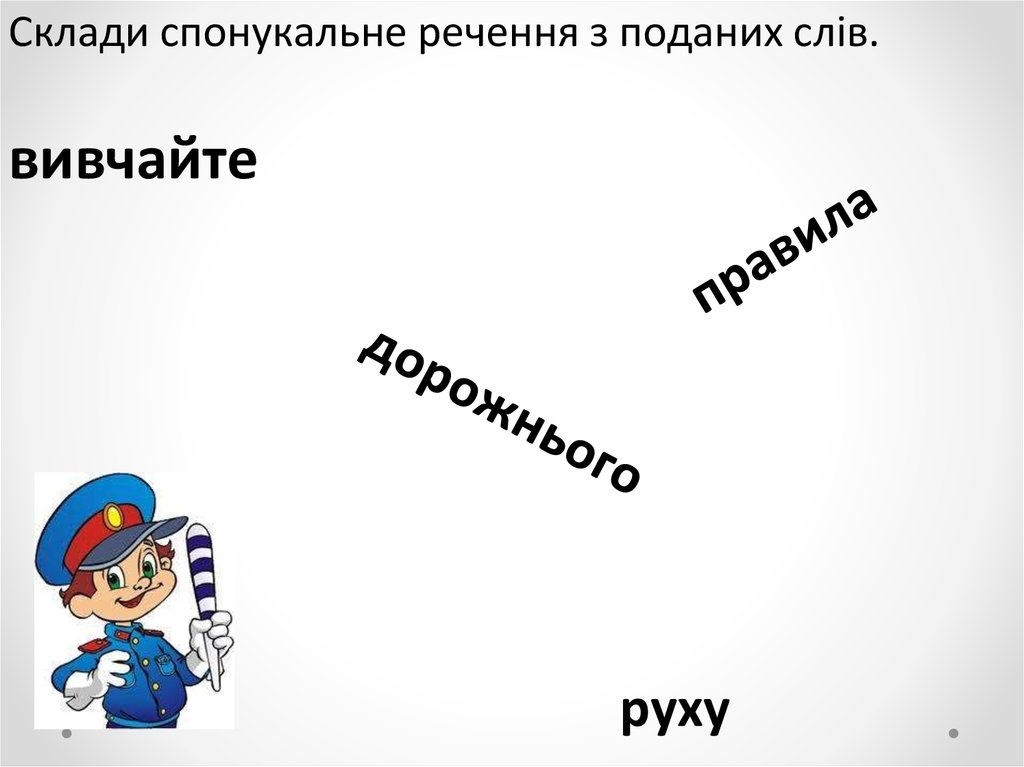 Склади спонукальне речення з поданих слів.
вивчайте
правила
дорожнього
руху